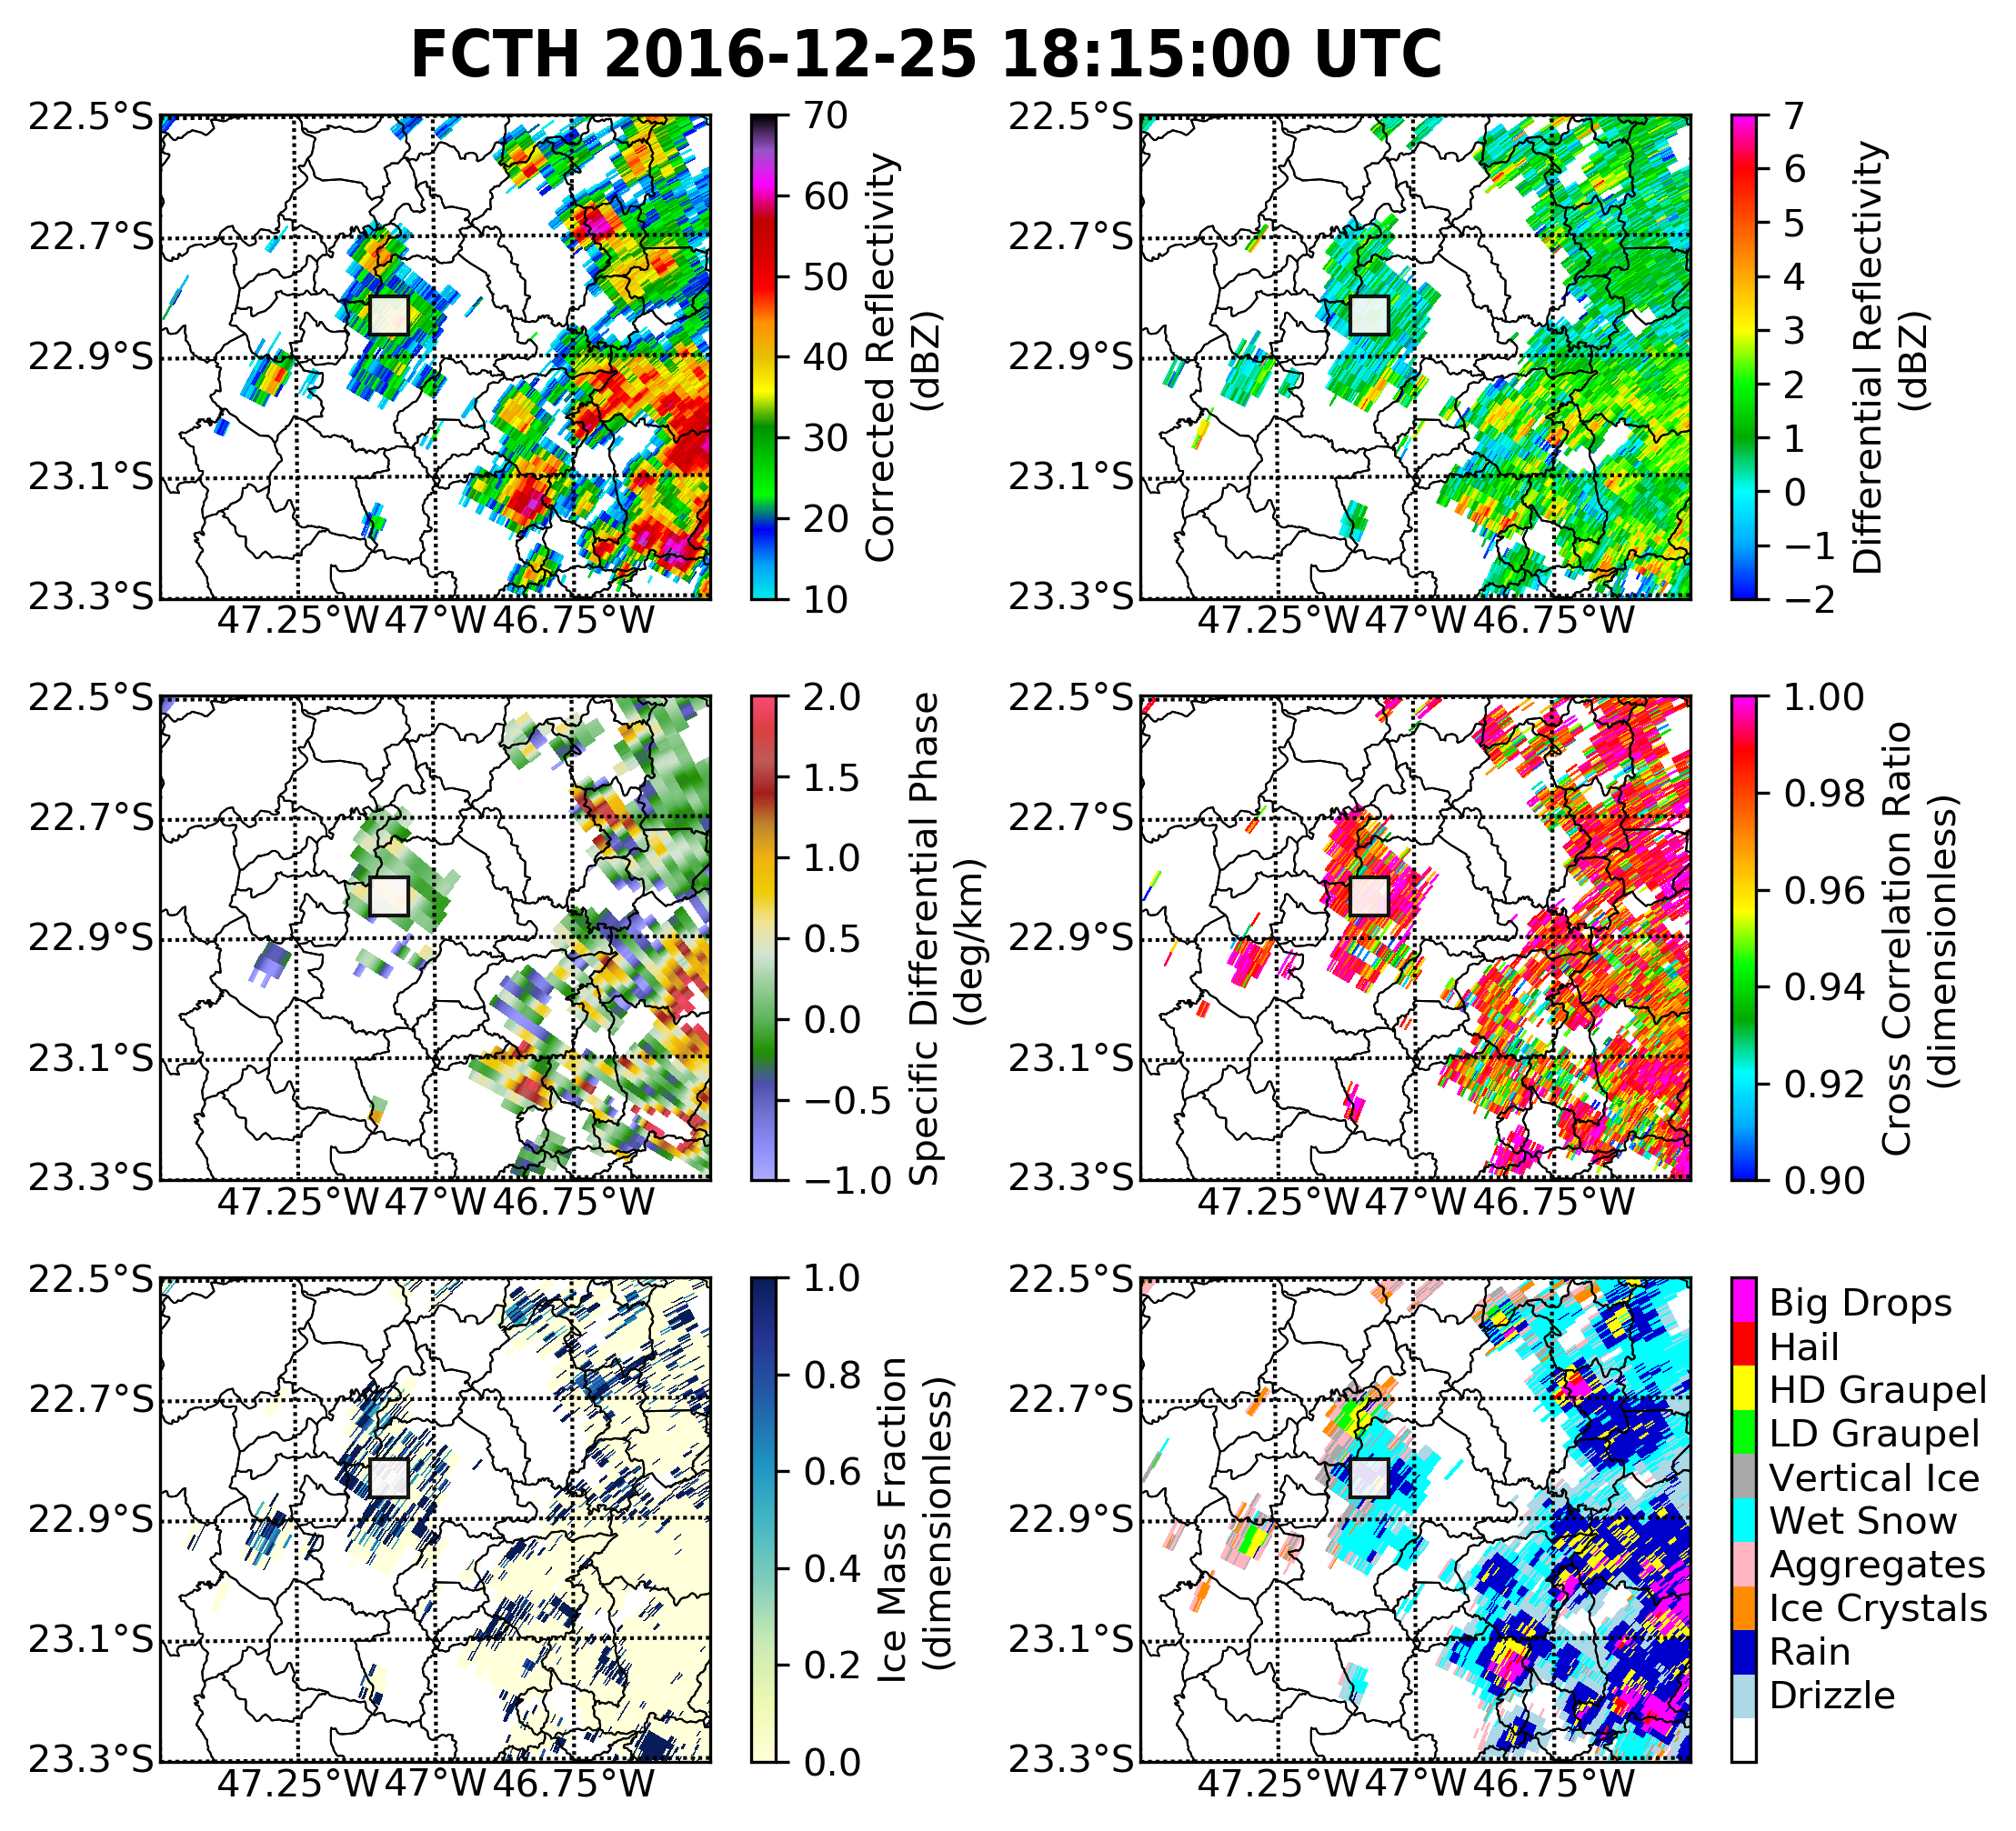 FCTH 2016-12-25 18:15:00 UTC
22.5°S
22.7°S
22.9°S
23.1°S
23.3°S
47.25°W 47°W 46.75°W
70
60
50
40
30
20
10
Corrected Reflectivity
(dBZ)
22.5°S
22.7°S
22.9°S
23.1°S
23.3°S
47.25°W 47°W 46.75°W
7
6
5
4
3
2
1
0
−1
−2
Differential Reflectivity
(dBZ)
22.5°S
22.7°S
22.9°S
23.1°S
23.3°S
47.25°W 47°W 46.75°W
2.0
1.5
1.0
0.5
0.0
−0.5
−1.0
Specific Differential Phase
(deg/km)
22.5°S
22.7°S
22.9°S
23.1°S
23.3°S
47.25°W 47°W 46.75°W
1.00
0.98
0.96
0.94
0.92
0.90
Cross Correlation Ratio
(dimensionless)
22.5°S
22.7°S
22.9°S
23.1°S
23.3°S
47.25°W 47°W 46.75°W
1.0
0.8
0.6
0.4
0.2
0.0
Ice Mass Fraction
(dimensionless)
22.5°S
22.7°S
22.9°S
23.1°S
23.3°S
47.25°W 47°W 46.75°W
Big Drops
Hail
HD Graupel
LD Graupel
Vertical Ice
Wet Snow
Aggregates
Ice Crystals
Rain
Drizzle